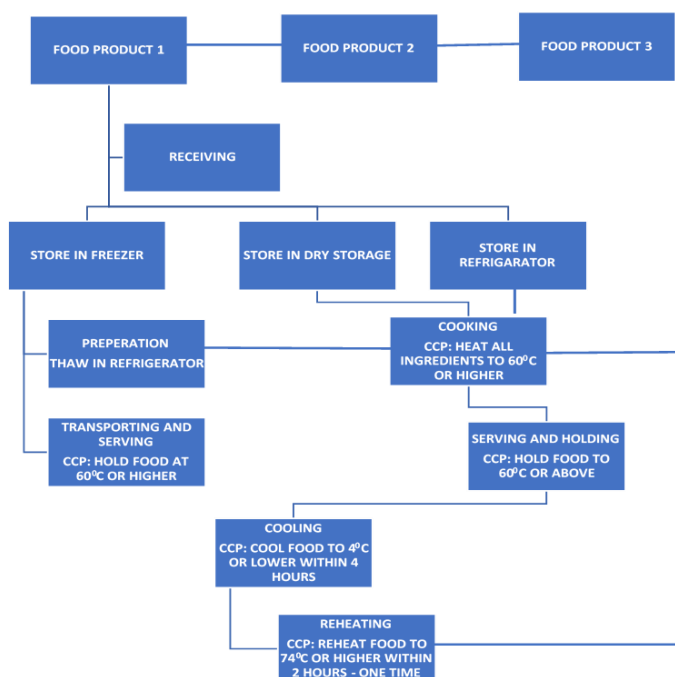 FOOD PRODUCT 1
FOOD PRODUCT 2
FOOD PRODUCT 3
RECEIVING
STORE IN FREEZER
STORE IN DRY STORAGE
STORE IN
REFRIGARATOR
PREPERATION
THAW IN REFRIGERATOR
COOKING
CCP: HEAT ALL
INGREDIENTS TO 60⁰C
OR HIGHER
TRANSPORTING AND
SERVING
CCP: HOLD FOOD AT
60⁰C OR HIGHER
SERVING AND HOLDING
CCP: HOLD FOOD TO
60⁰C OR ABOVE
COOLING
CCP: COOL FOOD TO 4⁰C
OR LOWER WITHIN 4
HOURS
REHEATING
CCP: REHEAT FOOD TO
74⁰C OR HIGHER WITHIN
2 HOURS - ONE TIME